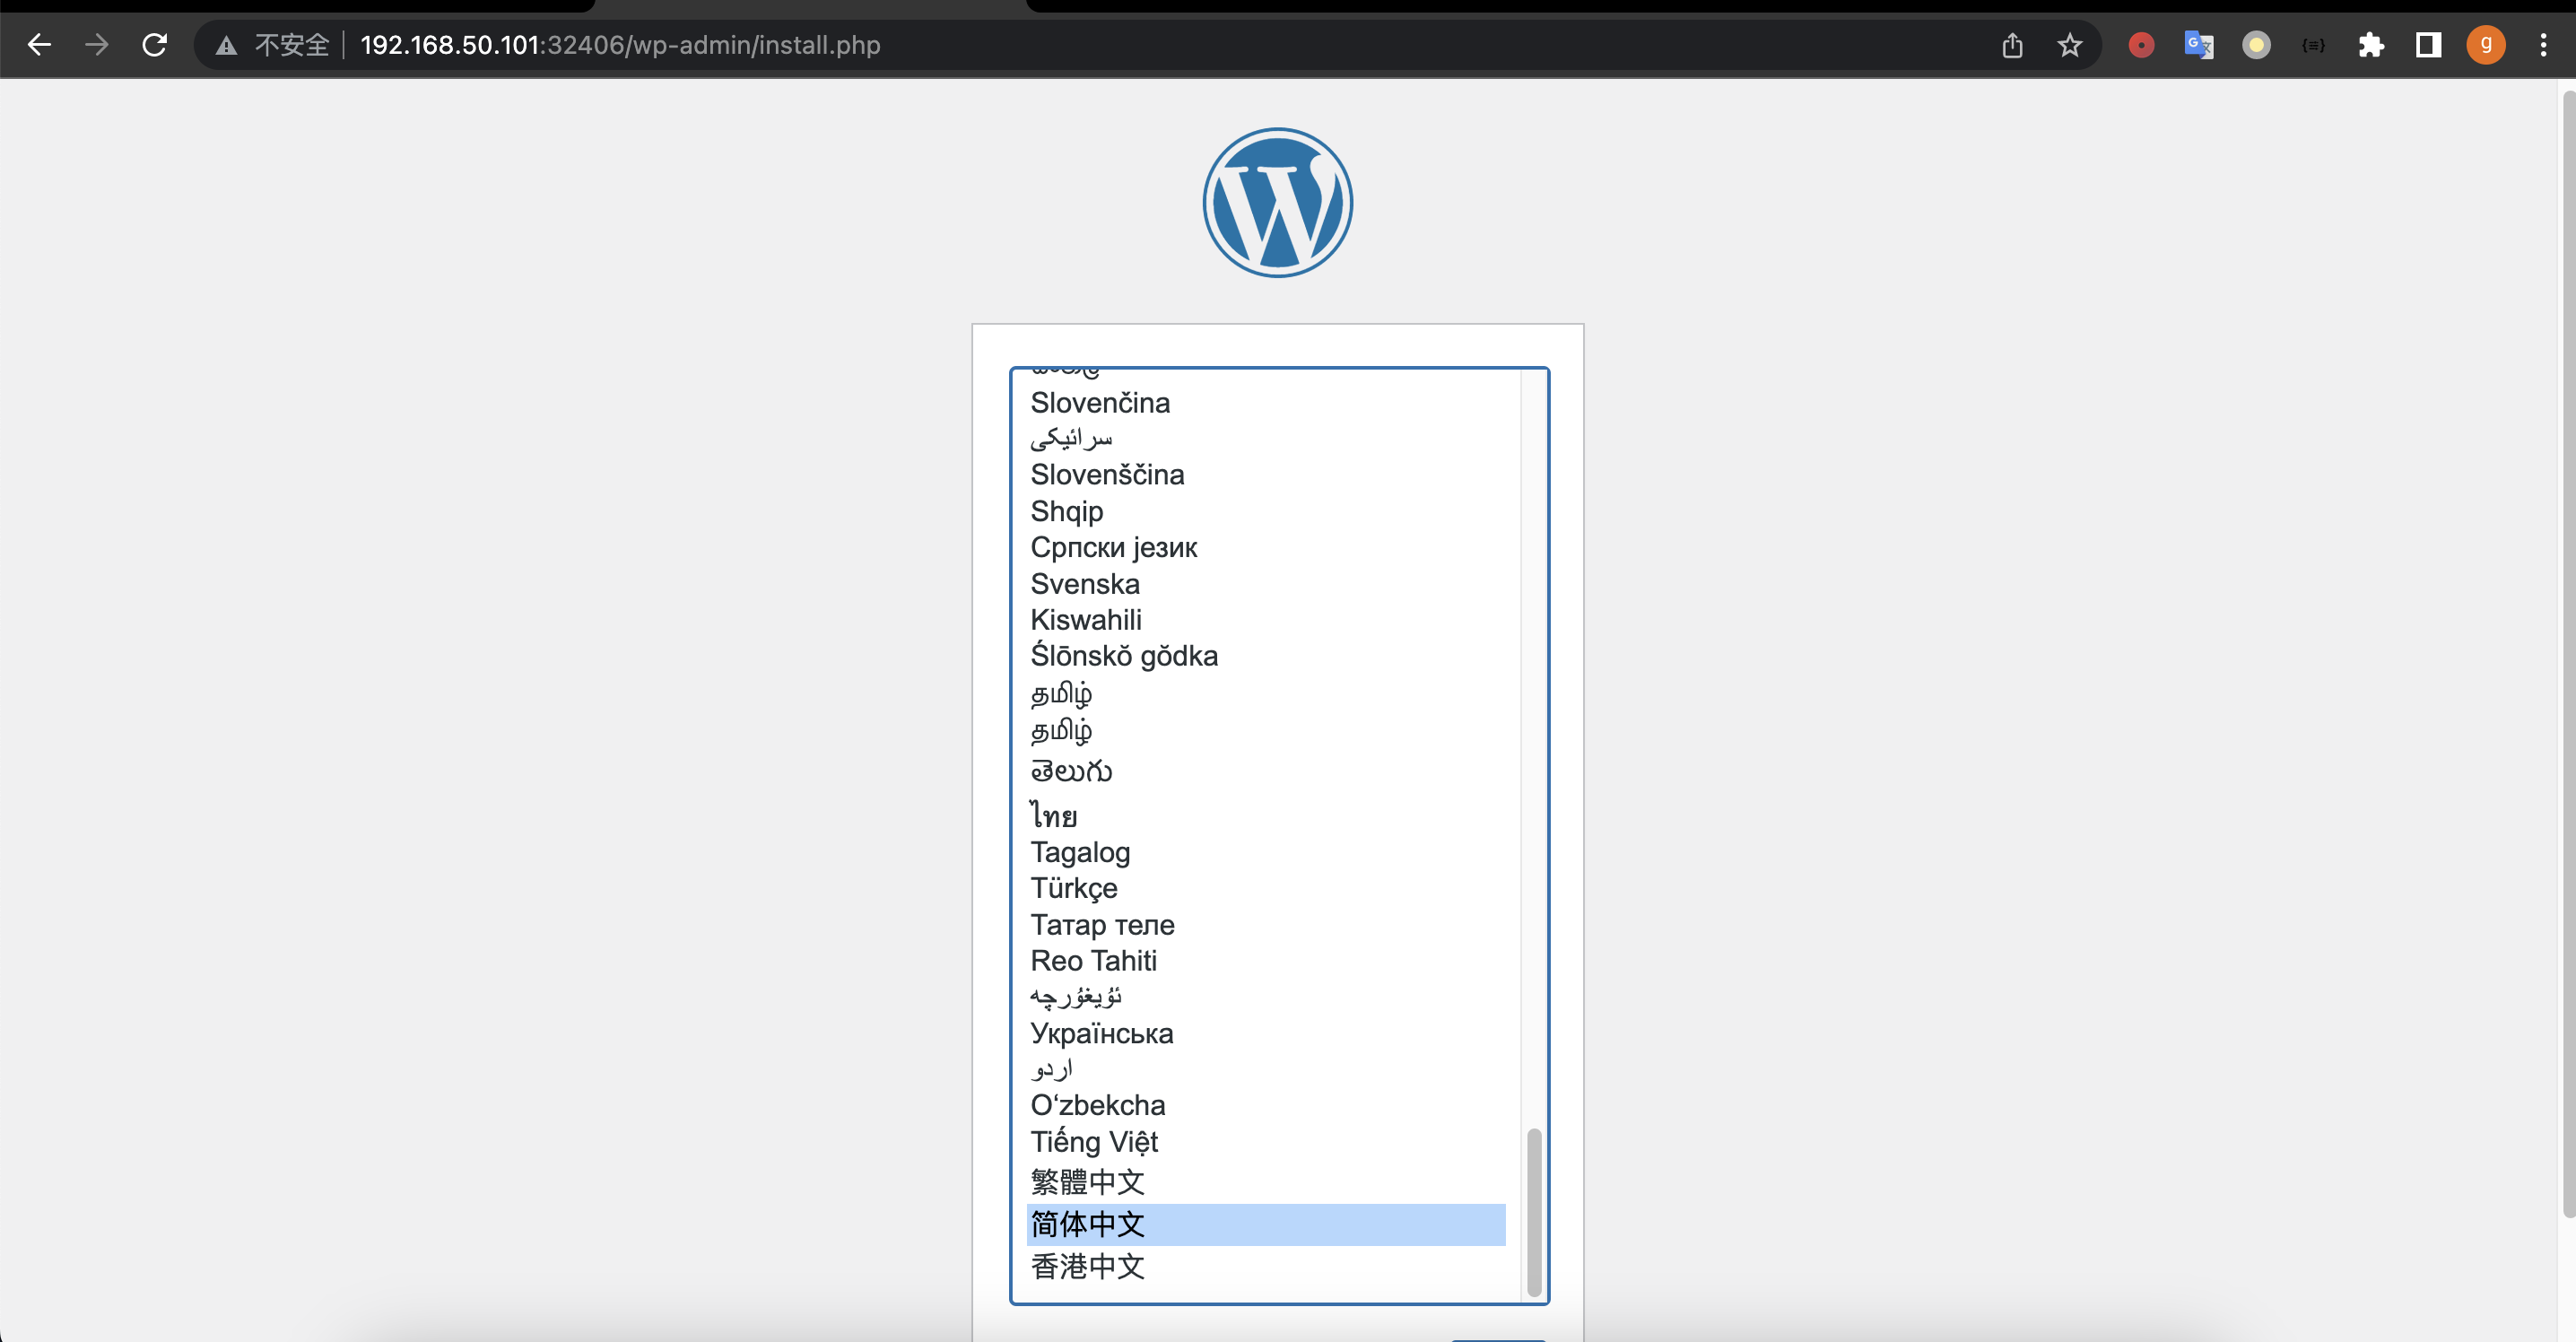 不安全 192.168.50.101:32406/wp-admin/install.php
g
Slovenčina
سرائیکی
Slovenščina
Shqip
Српски језик
Svenska
Kiswahili
Ślōnskŏ gŏdka
தமிழ்
தமிழ்
తెలుగు
ไทย
Tagalog
Türkçe
Татар теле
Reo Tahiti
ئۇيغۇرچە
Українська
اردو
O‘zbekcha
Tiếng Việt
繁體中文
简体中文
香港中文